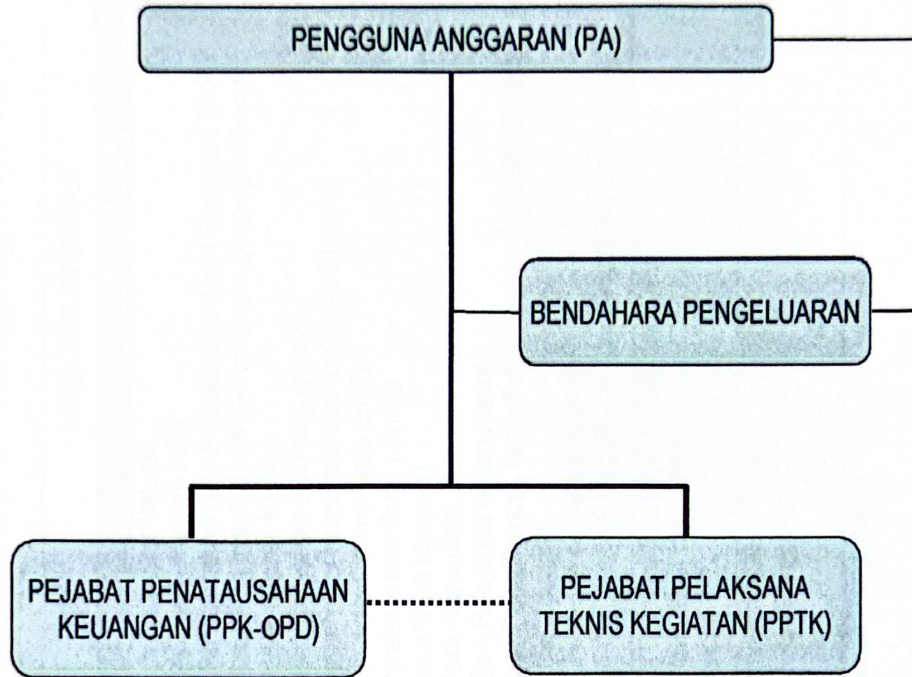 PENGGUNA ANGGARAN (PA)
BENDAHARA PENGELUARAN
PEJABAT PENATAUSAHAAN
KEUANGAN (PPK-OPD)
PEJABAT PELAKSANA
TEKNIS KEGIATAN (PPTK)